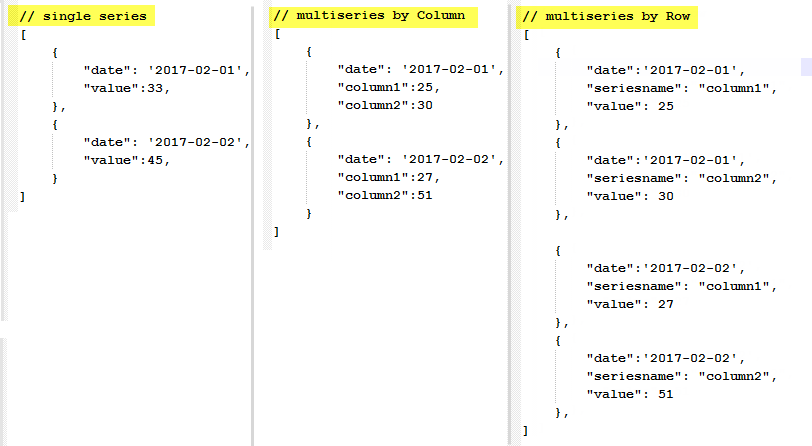 // single series
[
    {
        "date": '2017-02-01',
        "value":33,
    },
    {
        "date": '2017-02-02',
        "value":45,
    }
]
// multiseries by Column
[
    {
        "date": '2017-02-01',
        "column1":25,
        "column2":30
    },
    {
        "date": '2017-02-02',
        "column1":27,
        "column2":51
    }
]
// multiseries by Row
[
    {
        "date":'2017-02-01',
        "seriesname": "column1",
        "value": 25
    },
    {
        "date":'2017-02-01',
        "seriesname": "column2",
        "value": 30
    },
    {
        "date":'2017-02-02',
        "seriesname": "column1",
        "value": 27
    },
    {
        "date":'2017-02-02',
        "seriesname": "column2",
        "value": 51
    },
]